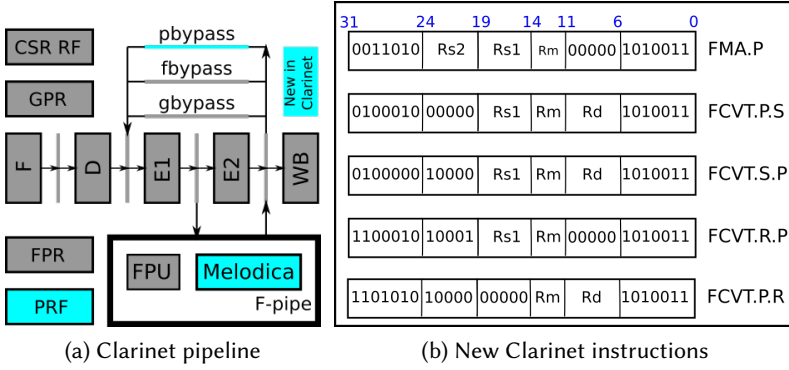 CSR RF
GPR
pbypass
fbypass
gbypass
New in
Clarinet
F
D
E1
E2
WB
FPR
PRF
FPU
Melodica
F-pipe
(a) Clarinet pipeline
31 24 19 14 11 6 0
0011010 Rs2 Rs1 Rm 00000 1010011 FMA.P
0100010 00000 Rs1 Rm Rd 1010011 FCVT.P.S
0100000 10000 Rs1 Rm Rd 1010011 FCVT.S.P
1100010 10001 Rs1 Rm 00000 1010011 FCVT.R.P
1101010 10000 00000 Rm Rd 1010011 FCVT.P.R
(b) New Clarinet instructions